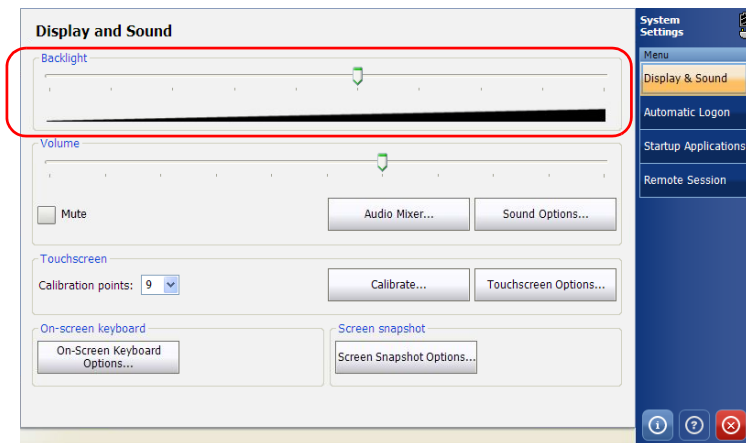 Display and Sound
Backlight
Volume
Mute
Audio Mixer...
Sound Options...
Touchscreen
Calibration points: 9
Calibrate...
Touchscreen Options...
On-screen keyboard
On-Screen Keyboard
Options...
Screen snapshot
Screen Snapshot Options...
System
Settings
Menu
Display & Sound
Automatic Logon
Startup Applications
Remote Session